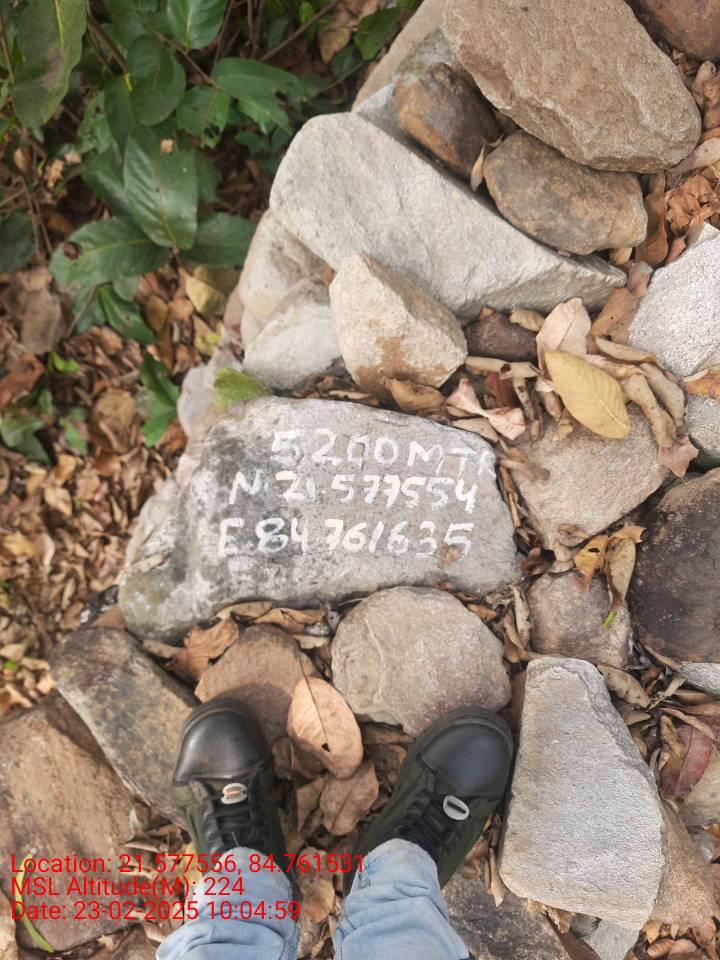 5200MTR
N. 21.577554
E.84.761635
Location: 21.577556, 84.761531
MSL Altitude(M): 224
Date: 23-02-2025 10:04:59